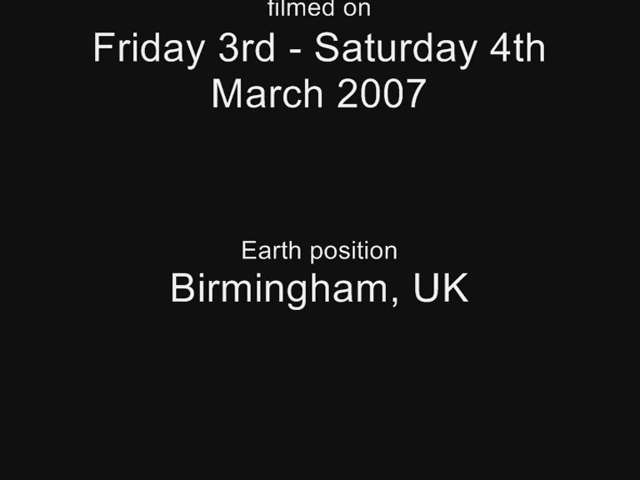 filmed on
Friday 3rd - Saturday 4th
March 2007
Earth position
Birmingham, UK